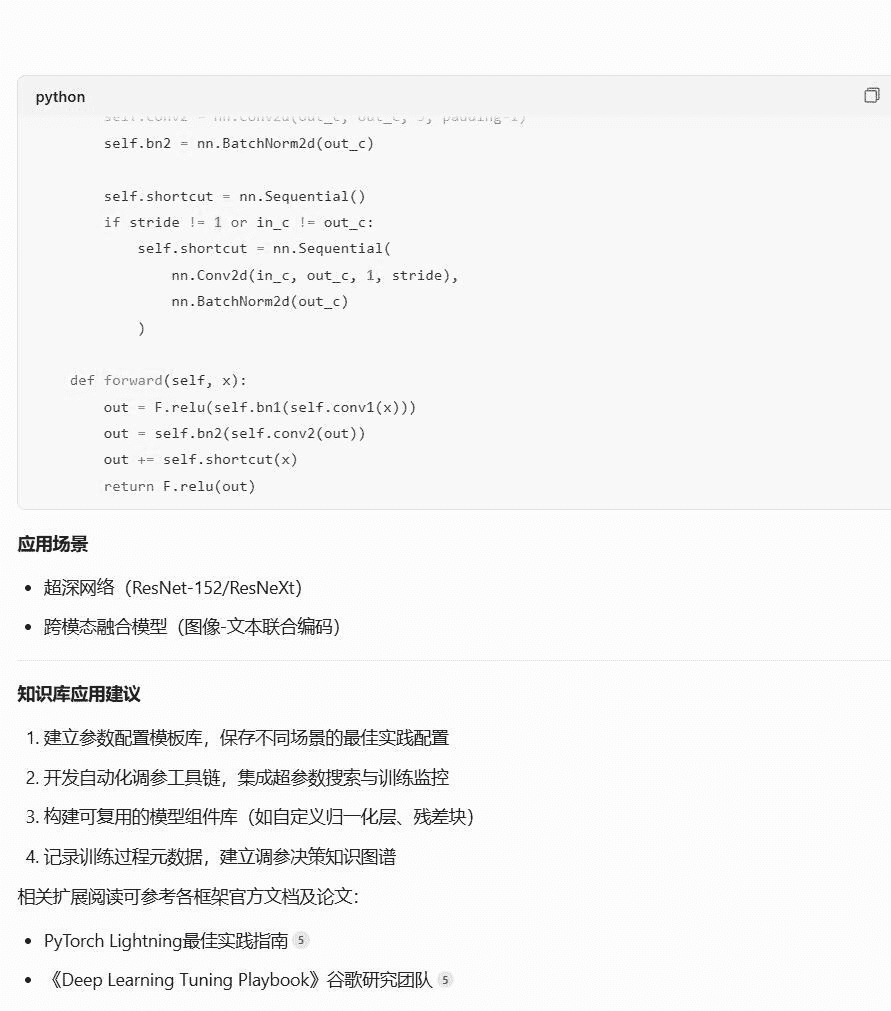 python
self.conv2 = nn.Conv2d(out_c, out_c, 3, padding=1)
self.bn2 = nn.BatchNorm2d(out_c)
self.shortcut = nn.Sequential()
if stride != 1 or in_c != out_c:
self.shortcut = nn.Sequential(
nn.Conv2d(in_c, out_c, 1, stride),
nn.BatchNorm2d(out_c)
)
def forward(self, x):
out = F.relu(self.bn1(self.conv1(x)))
out = self.bn2(self.conv2(out))
out += self.shortcut(x)
return F.relu(out)
应用场景
• 超深网络（ResNet-152/ResNeXt）
• 跨模态融合模型（图像-文本联合编码）
知识库应用建议
1. 建立参数配置模板库，保存不同场景的最佳实践配置
2. 开发自动化调参工具链，集成超参数搜索与训练监控
3. 构建可复用的模型组件库（如自定义归一化层、残差块）
4. 记录训练过程元数据，建立调参决策知识图谱
相关扩展阅读可参考各框架官方文档及论文：
• PyTorch Lightning最佳实践指南 5
• 《Deep Learning Tuning Playbook》谷歌研究团队 5